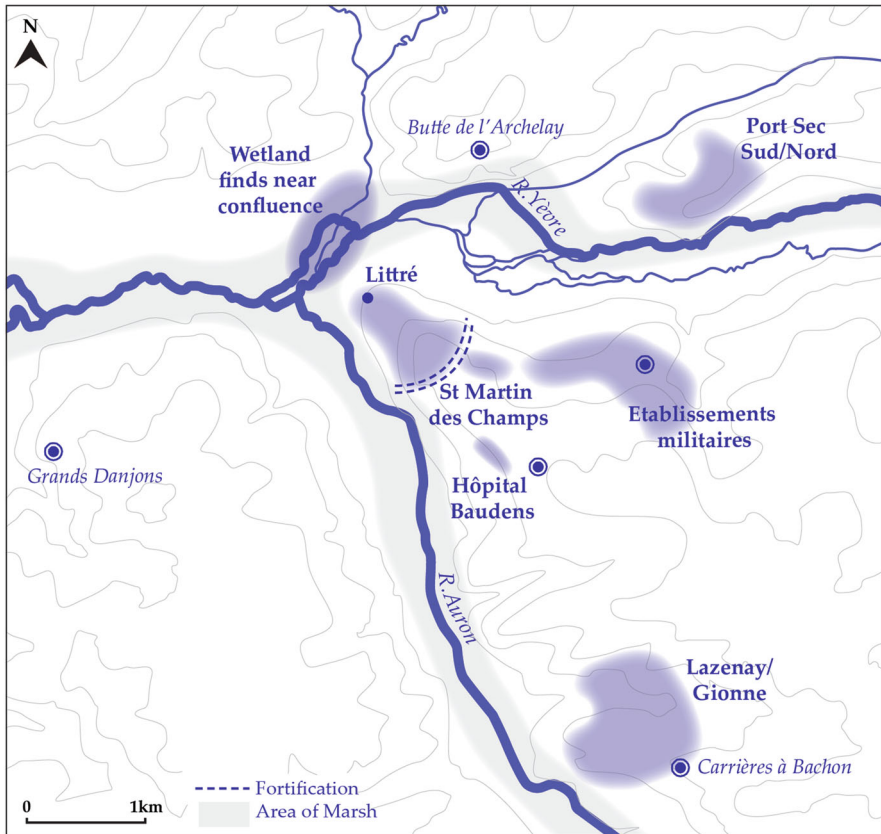 N
Butte de l'Archelay
Port Sec
Sud/Nord
Wetland
finds near
confluence
R.Yèvre
Littré
St Martin
des Champs
Etablissements
militaires
Grands Danjons
Hôpital
Baudens
R.Auron
Lazenay/
Gionne
Carrières à Bachon
Fortification
Area of Marsh
0 1km